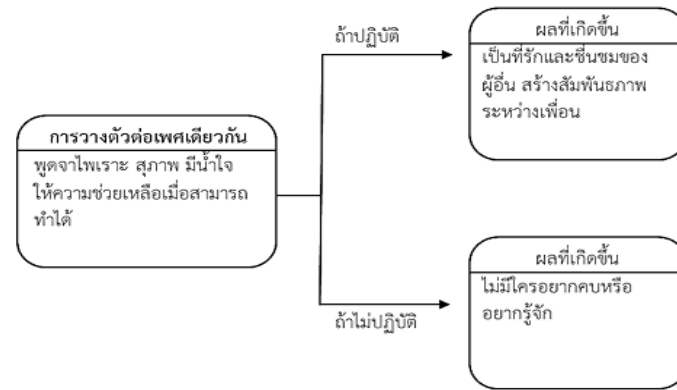 ถ้าปฏิบัติ
ผลที่เกิดขึ้น
เป็นที่รักและชื่นชมของ
ผู้อื่น สร้างสัมพันธภาพ
ระหว่างเพื่อน
การวางตัวต่อเพศเดียวกัน
พูดจาไพเราะ สุภาพ มีน้ำใจ
ให้ความช่วยเหลือเมื่อสามารถ
ทำได้
ผลที่เกิดขึ้น
ไม่มีใครอยากคบหรือ
อยากรู้จัก
ถ้าไม่ปฏิบัติ